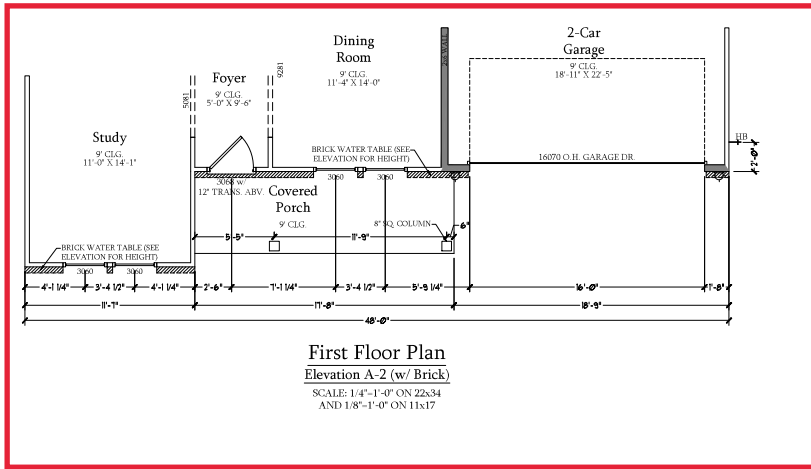 2-Car
Garage
9' CLG.
18'-11" X 22'-5"
Dining
Room
9' CLG.
11'-4" X 14'-0"
Foyer
9' CLG.
5'-0" X 9'-6"
5081
9281
2X6 WALL
Study
9' CLG.
11'-0" X 14'-1"
HB
2'-0"
BRICK WATER TABLE (SEE
ELEVATION FOR HEIGHT)
16070 O.H. GARAGE DR.
3068 w/
12" TRANS. ABV.
3060
3060
Covered
Porch
9' CLG.
8" SQ. COLUMN
6"
5'-5"
11'-9"
BRICK WATER TABLE (SEE
ELEVATION FOR HEIGHT)
3060
3060
4'-1 1/4"
3'-4 1/2"
4'-1 1/4"
2'-6"
7'-1 1/4"
3'-4 1/2"
5'-9 1/4"
16'-0"
1'-8"
11'-7"
17'-8"
18'-9"
48'-0"
First Floor Plan
Elevation A-2 (w/ Brick)
SCALE: 1/4"–1'-0" ON 22x34
AND 1/8"–1'-0" ON 11x17